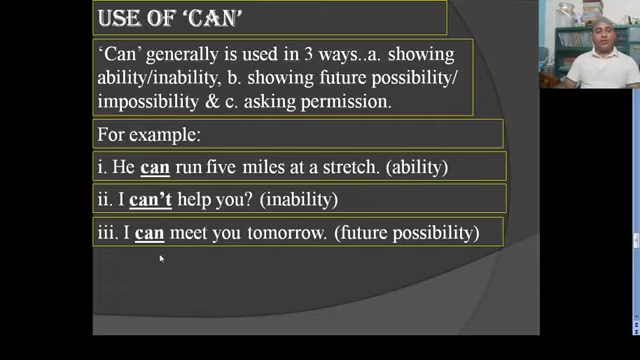 USE OF ‘CAN’
‘Can’ generally is used in 3 ways..a. showing
ability/inability, b. showing future possibility/
impossibility & c. asking permission.
For example:
i. He can run five miles at a stretch. (ability)
ii. I can’t help you? (inability)
iii. I can meet you tomorrow. (future possibility)